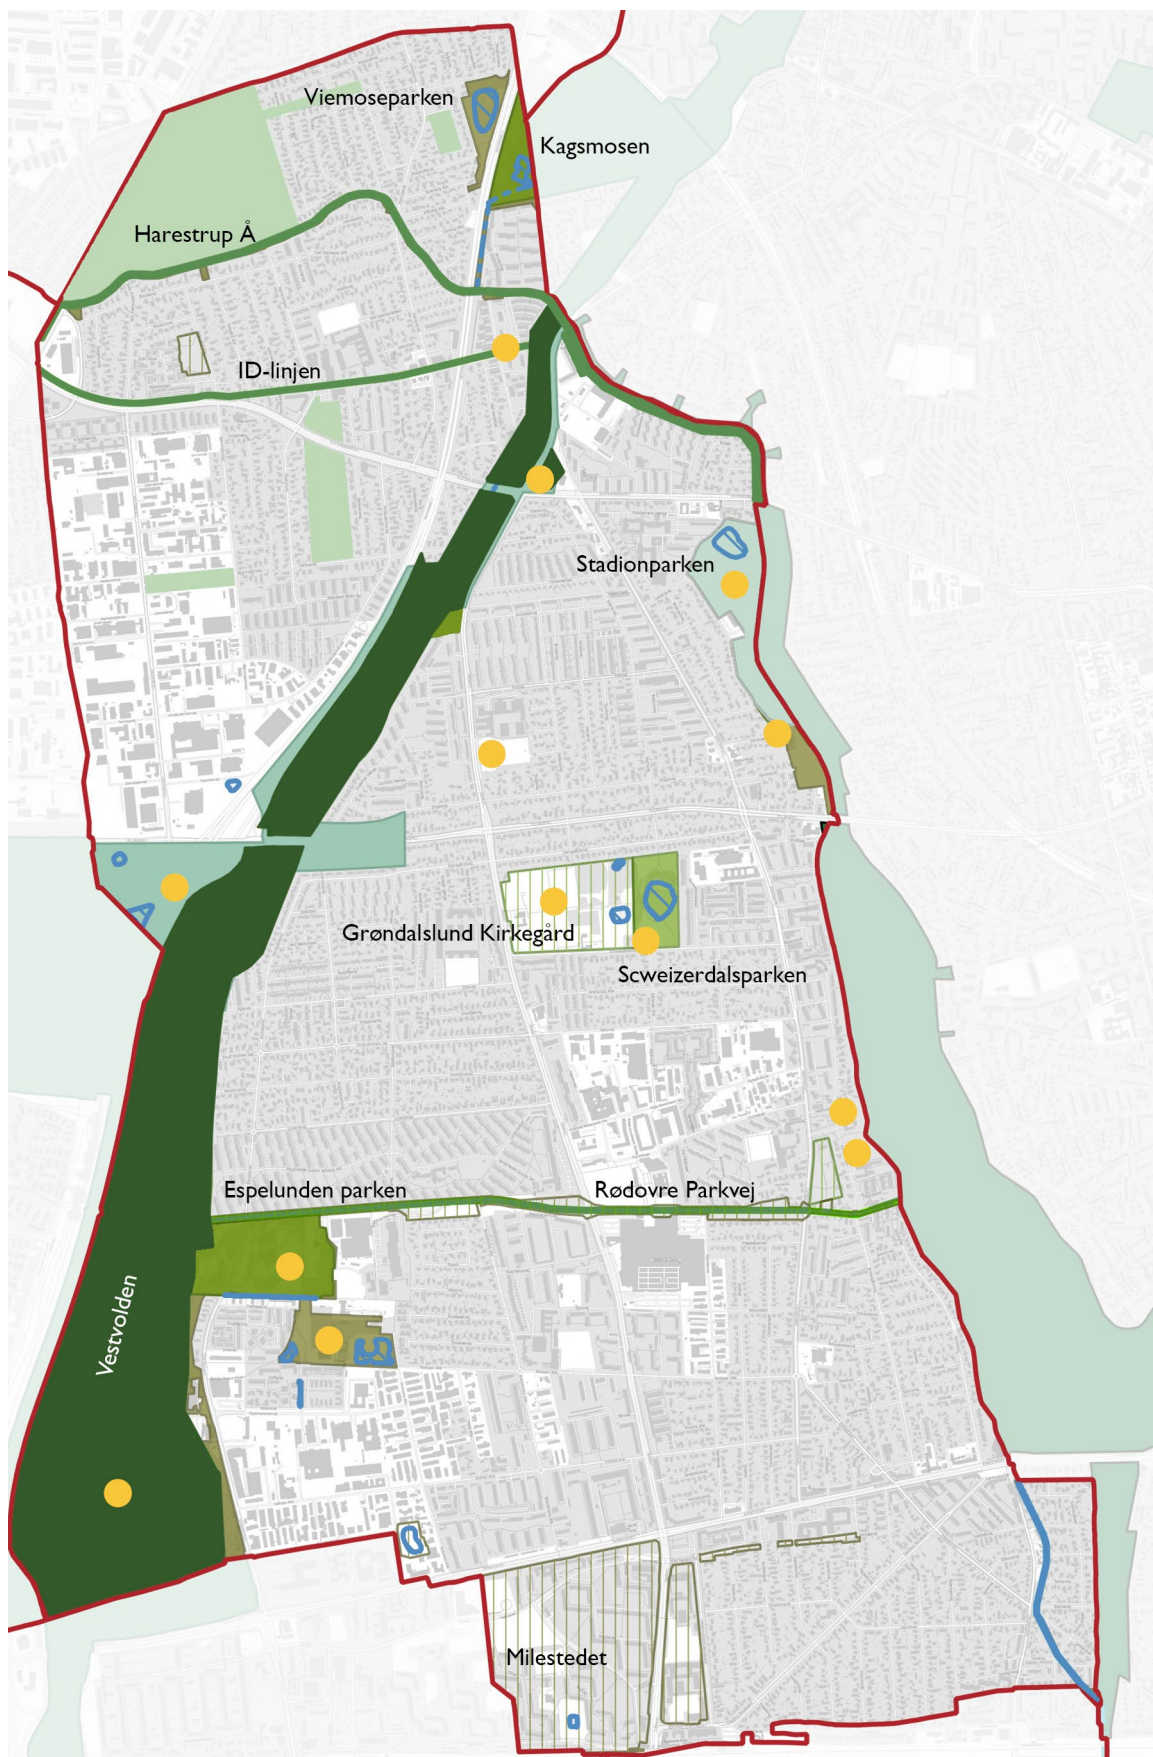 Viemoseparken
Kagsmosen
Harestrup Å
ID-linjen
Stadionparken
Grøndalslund Kirkegård
Scweizerdalsparken
Espelunden parken
Rødovre Parkvej
Vestvolden
Milestedet